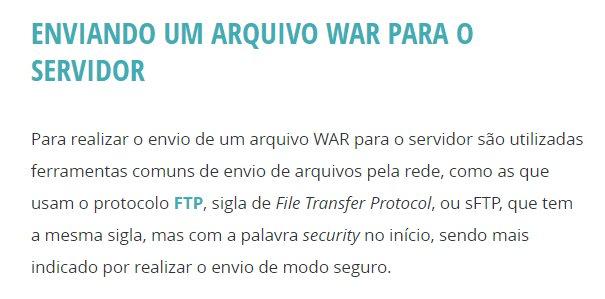 ENVIANDO UM ARQUIVO WAR PARA O
SERVIDOR
Para realizar o envio de um arquivo WAR para o servidor são utilizadas
ferramentas comuns de envio de arquivos pela rede, como as que
usam o protocolo FTP, sigla de File Transfer Protocol, ou sFTP, que tem
a mesma sigla, mas com a palavra security no início, sendo mais
indicado por realizar o envio de modo seguro.